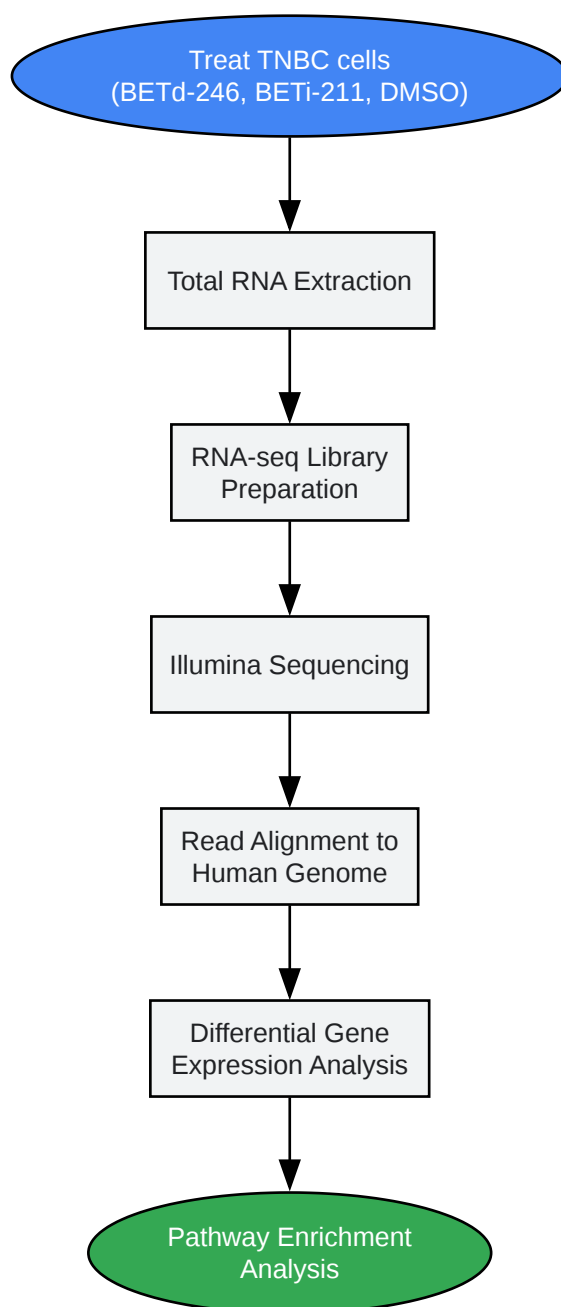 Treat TNBC cells
(BETd-246, BETi-211, DMSO)
Total RNA Extraction
RNA-seq Library
Preparation
Illumina Sequencing
Read Alignment to
Human Genome
Differential Gene
Expression Analysis
Pathway Enrichment
Analysis